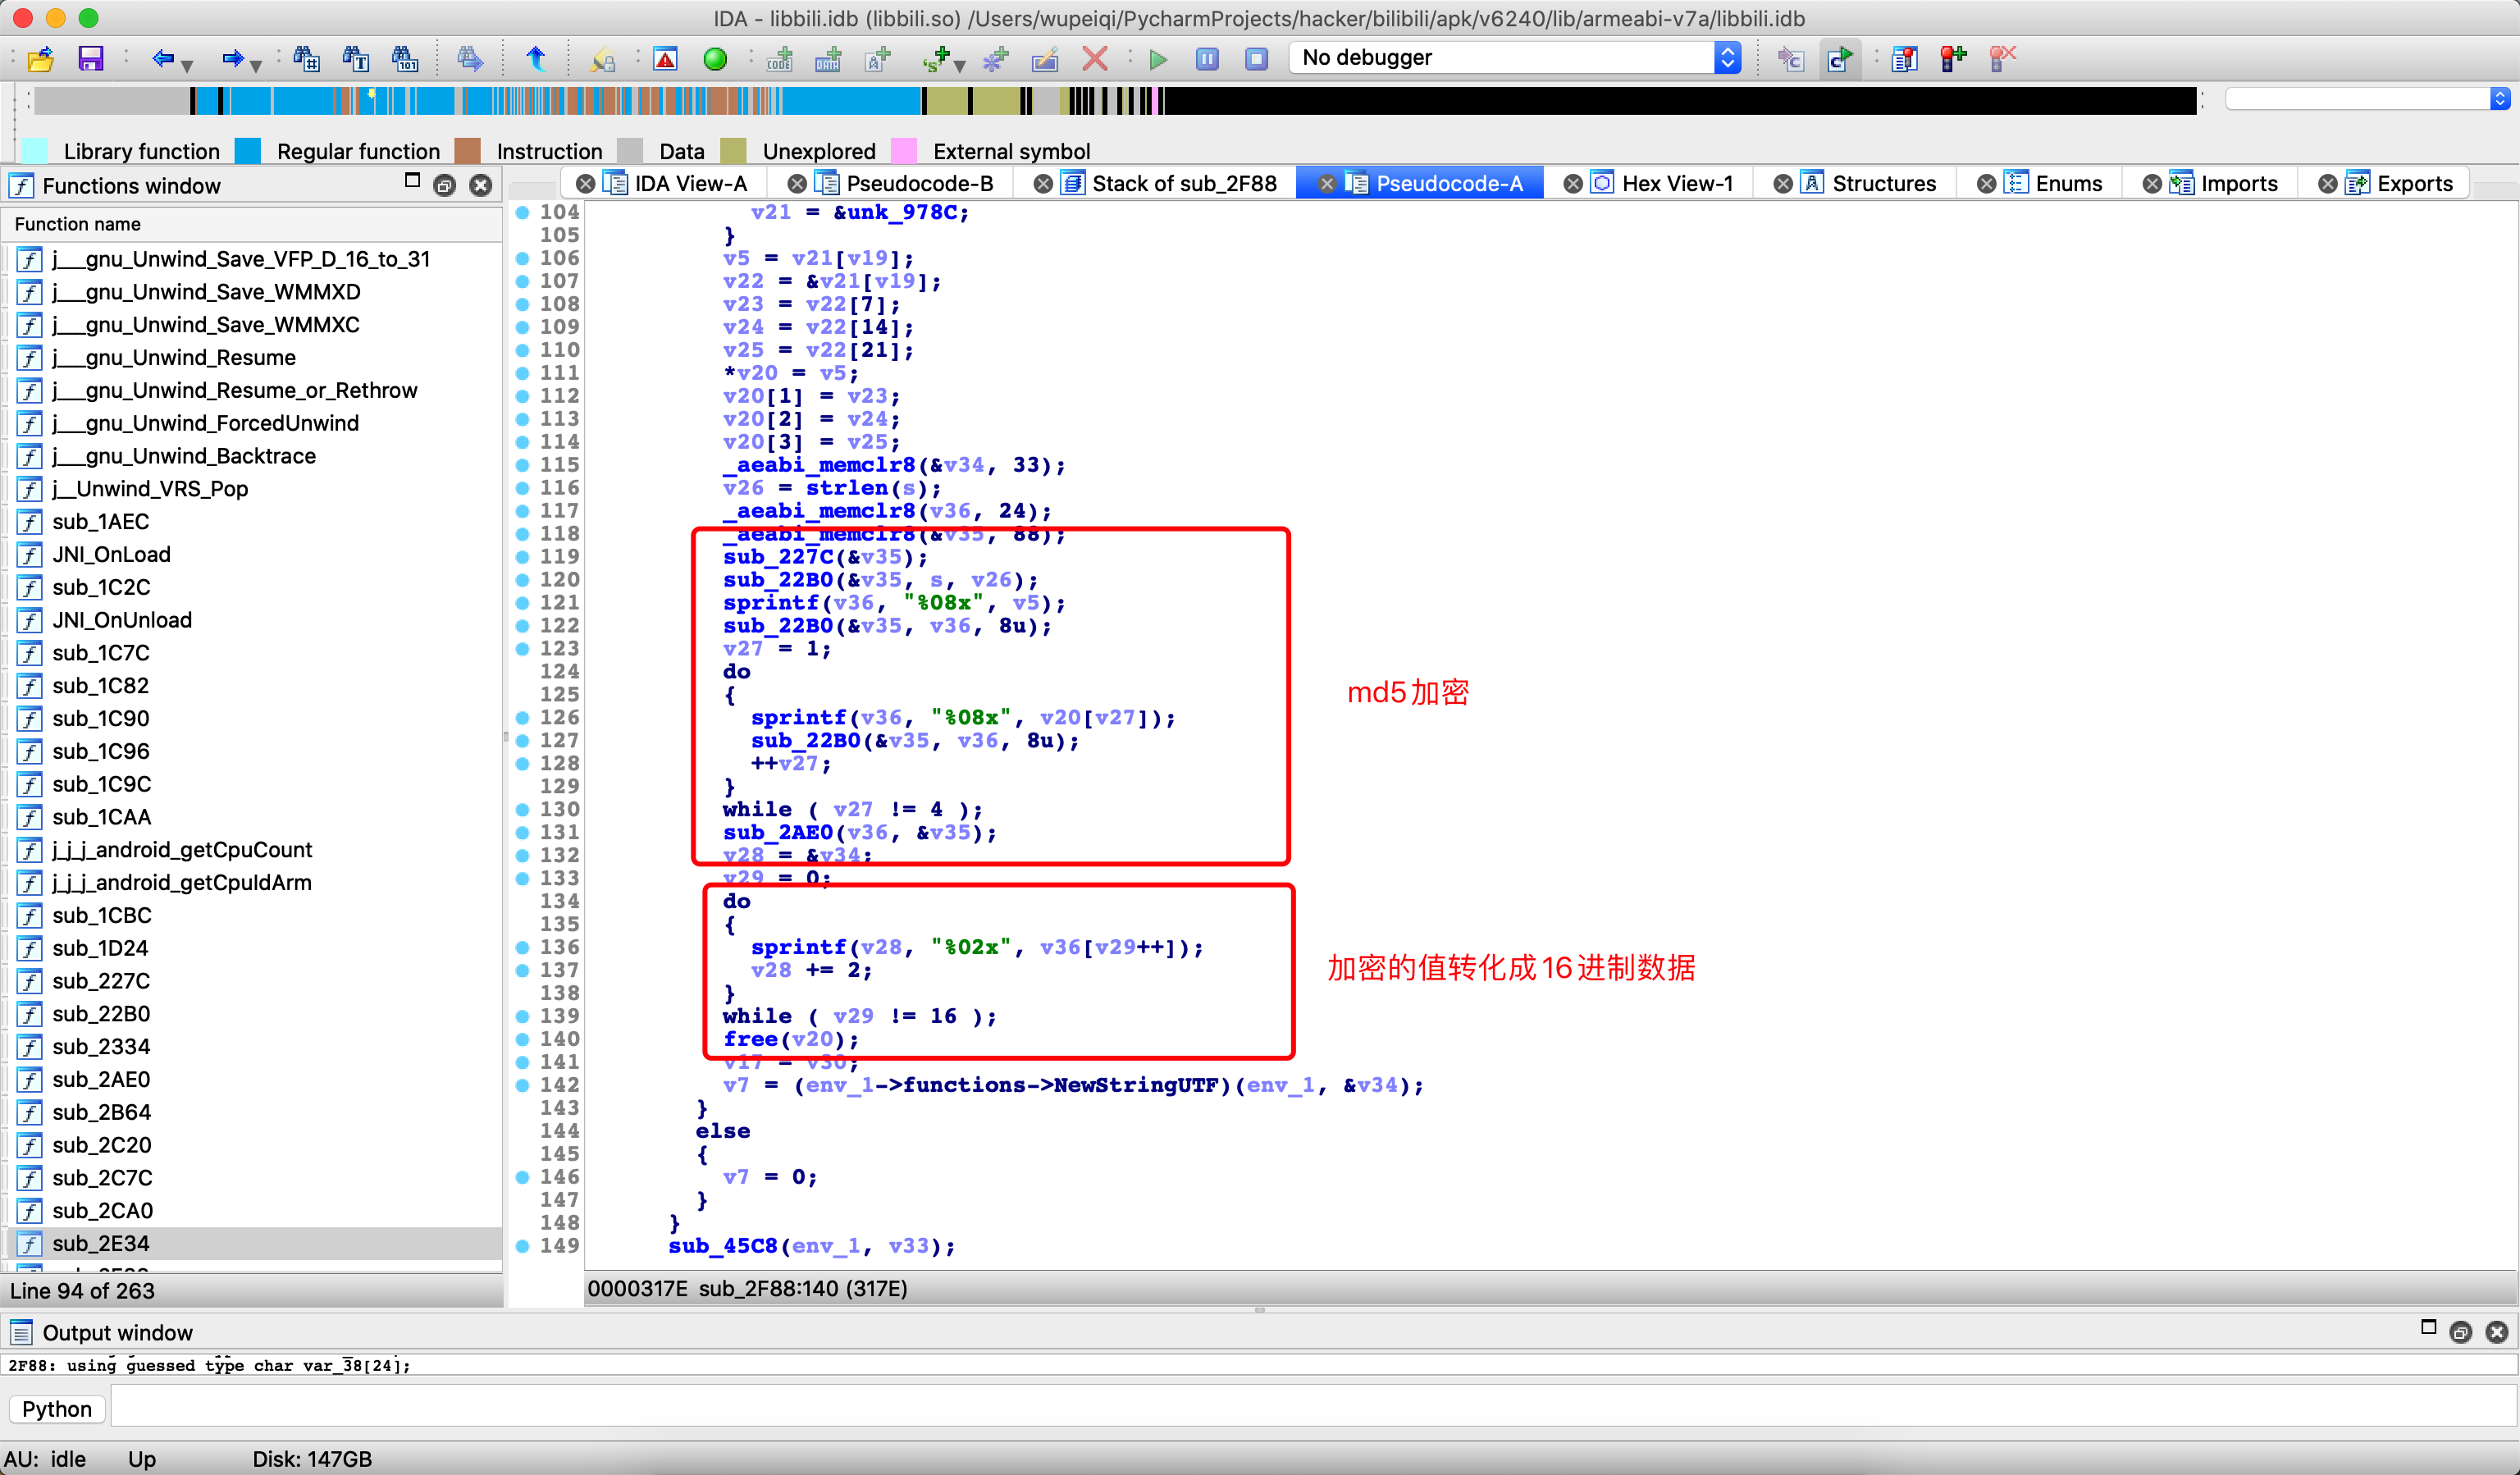 IDA - libbili.idb (libbili.so) /Users/wupeiqi/PycharmProjects/hacker/bilibili/apk/v6240/lib/armeabi-v7a/libbili.idb
No debugger
Library function Regular function Instruction Data Unexplored External symbol
Functions window
IDA View-A Pseudocode-B Stack of sub_2F88 Pseudocode-A Hex View-1 Structures Enums Imports Exports
Function name
j___gnu_Unwind_Save_VFP_D_16_to_31
j___gnu_Unwind_Save_WMMXD
j___gnu_Unwind_Save_WMMXC
j___gnu_Unwind_Resume
j___gnu_Unwind_Resume_or_Rethrow
j___gnu_Unwind_ForcedUnwind
j___gnu_Unwind_Backtrace
j__Unwind_VRS_Pop
sub_1AEC
JNI_OnLoad
sub_1C2C
JNI_OnUnload
sub_1C7C
sub_1C82
sub_1C90
sub_1C96
sub_1C9C
sub_1CAA
j_j_j_android_getCpuCount
j_j_j_android_getCpuIdArm
sub_1CBC
sub_1D24
sub_227C
sub_22B0
sub_2334
sub_2AE0
sub_2B64
sub_2C20
sub_2C7C
sub_2CA0
sub_2E34
Line 94 of 263
104 v21 = &unk_978C;
105 }
106 v5 = v21[v19];
107 v22 = &v21[v19];
108 v23 = v22[7];
109 v24 = v22[14];
110 v25 = v22[21];
111 *v20 = v5;
112 v20[1] = v23;
113 v20[2] = v24;
114 v20[3] = v25;
115 _aeabi_memclr8(&v34, 33);
116 v26 = strlen(s);
117 _aeabi_memclr8(v36, 24);
118 _aeabi_memclr8(&v35, 88);
119 sub_227C(&v35);
120 sub_22B0(&v35, s, v26);
121 sprintf(v36, "%08x", v5);
122 sub_22B0(&v35, v36, 8u);
123 v27 = 1;
124 do
125 {
126 sprintf(v36, "%08x", v20[v27]);
127 sub_22B0(&v35, v36, 8u);
128 ++v27;
129 }
130 while ( v27 != 4 );
131 sub_2AE0(v36, &v35);
132 v28 = &v34;
133 v29 = 0;
134 do
135 {
136 sprintf(v28, "%02x", v36[v29++]);
137 v28 += 2;
138 }
139 while ( v29 != 16 );
140 free(v20);
141 v17 = v30;
142 v7 = (env_1->functions->NewStringUTF)(env_1, &v34);
143 }
144 else
145 {
146 v7 = 0;
147 }
148 }
149 sub_45C8(env_1, v33);
md5加密
加密的值转化成16进制数据
0000317E sub_2F88:140 (317E)
Output window
2F88: using guessed type char var_38[24];
Python
AU: idle Up Disk: 147GB